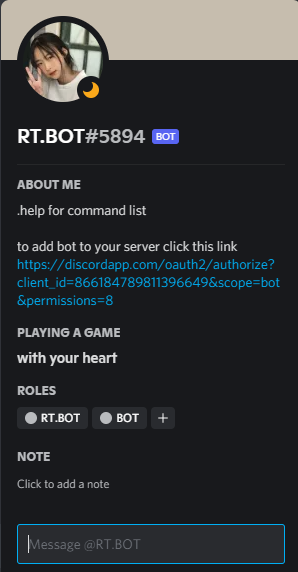 RT.BOT#5894 BOT
ABOUT ME
.help for command list
to add bot to your server click this link
https://discordapp.com/oauth2/authorize?
client_id=866184789811396649&scope=bot
&permissions=8
PLAYING A GAME
with your heart
ROLES
RT.BOT BOT +
NOTE
Click to add a note
Message @RT.BOT